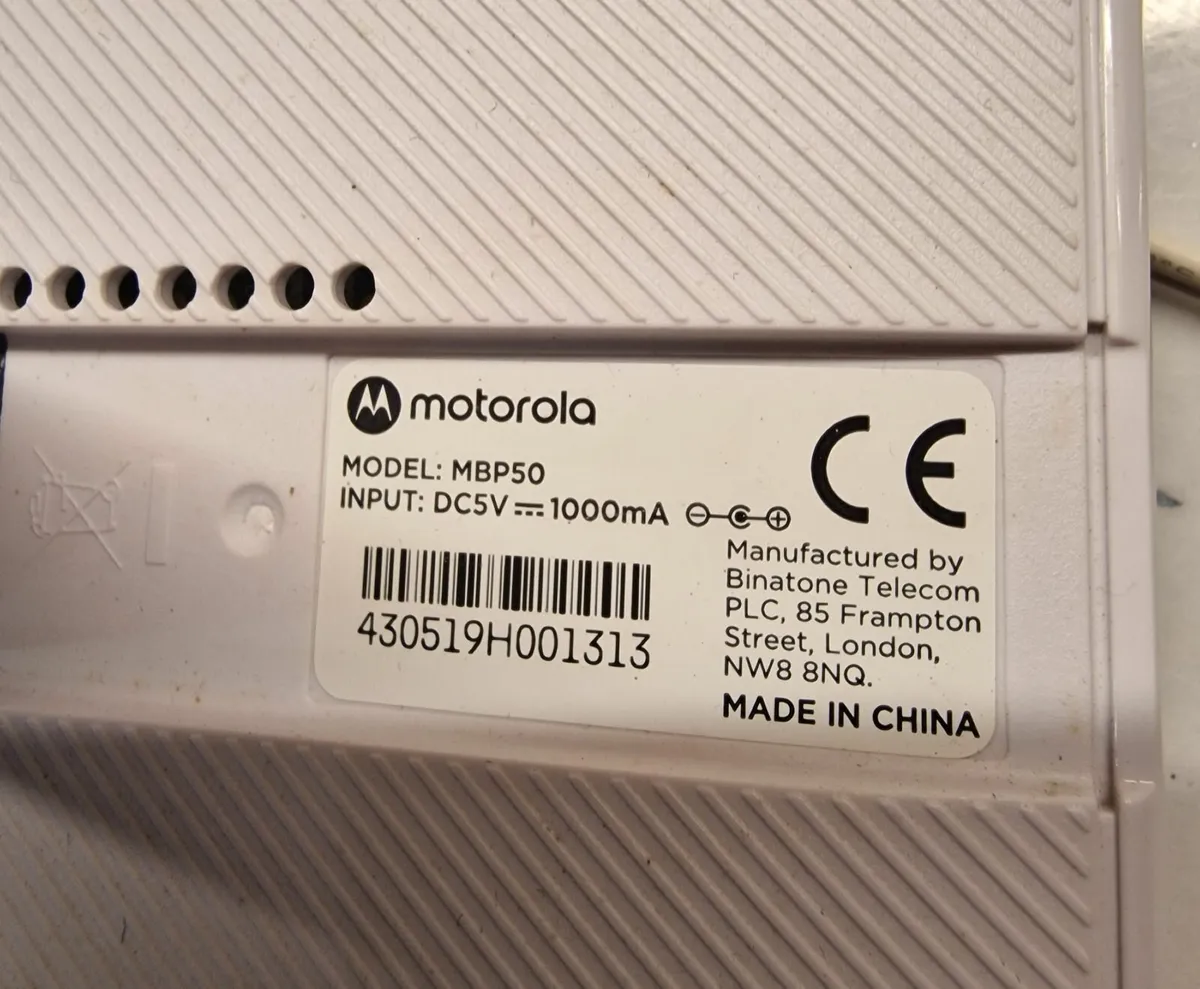 motorola
MODEL: MBP50
INPUT: DC5V⎓1000mA
430519H001313
CE
Manufactured by
Binatone Telecom
PLC, 85 Frampton
Street, London,
NW8 8NQ.
MADE IN CHINA